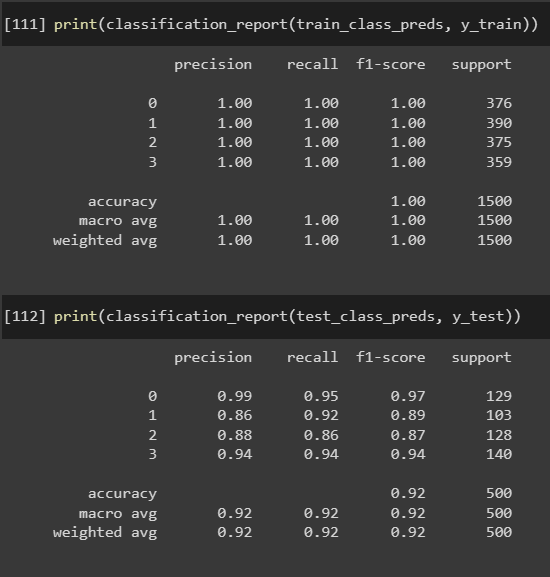 [111] print(classification_report(train_class_preds, y_train))
precision recall f1-score support
0 1.00 1.00 1.00 376
1 1.00 1.00 1.00 390
2 1.00 1.00 1.00 375
3 1.00 1.00 1.00 359
accuracy 1.00 1500
macro avg 1.00 1.00 1.00 1500
weighted avg 1.00 1.00 1.00 1500
[112] print(classification_report(test_class_preds, y_test))
precision recall f1-score support
0 0.99 0.95 0.97 129
1 0.86 0.92 0.89 103
2 0.88 0.86 0.87 128
3 0.94 0.94 0.94 140
accuracy 0.92 500
macro avg 0.92 0.92 0.92 500
weighted avg 0.92 0.92 0.92 500